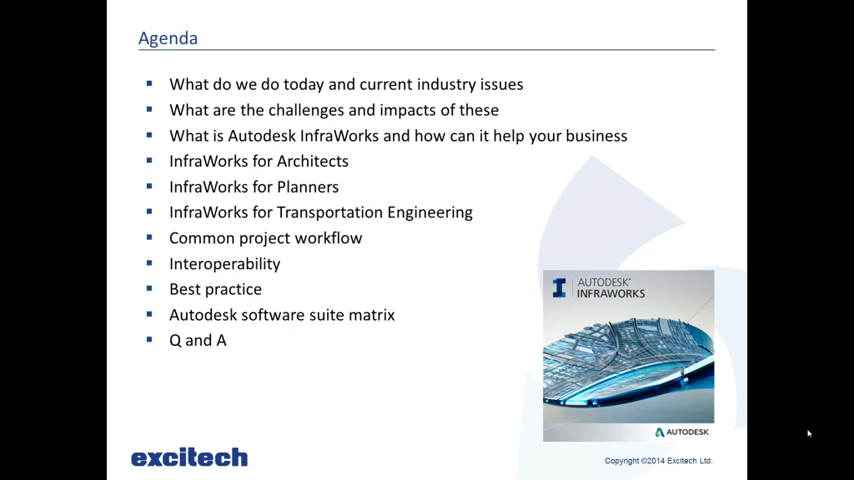 Agenda
What do we do today and current industry issues
What are the challenges and impacts of these
What is Autodesk InfraWorks and how can it help your business
InfraWorks for Architects
InfraWorks for Planners
InfraWorks for Transportation Engineering
Common project workflow
Interoperability
Best practice
Autodesk software suite matrix
Q and A
AUTODESK™
INFRAWORKS
AUTODESK.
excitech
Copyright ©2014 Excitech Ltd.